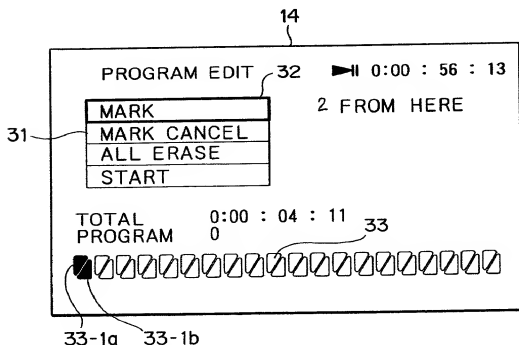 14
PROGRAM EDIT 32 0:00 : 56 : 13
MARK 2 FROM HERE
31 MARK CANCEL
ALL ERASE
START
TOTAL 0:00 : 04 : 11
PROGRAM 0 33
33-1a 33-1b